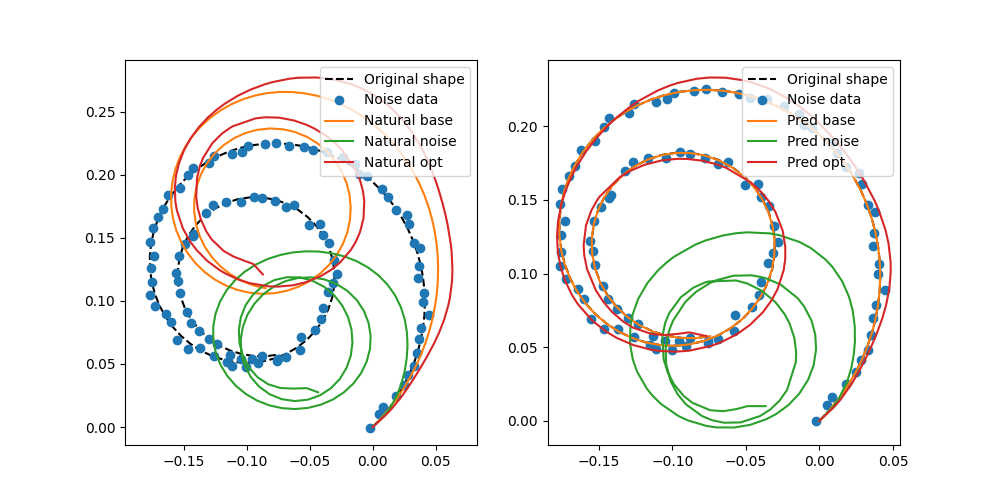 Original shape
Noise data
Natural base
Natural noise
Natural opt
0.25
0.20
0.15
0.10
0.05
0.00
−0.15
−0.10
−0.05
0.00
0.05
Original shape
Noise data
Pred base
Pred noise
Pred opt
0.20
0.15
0.10
0.05
0.00
−0.15
−0.10
−0.05
0.00
0.05